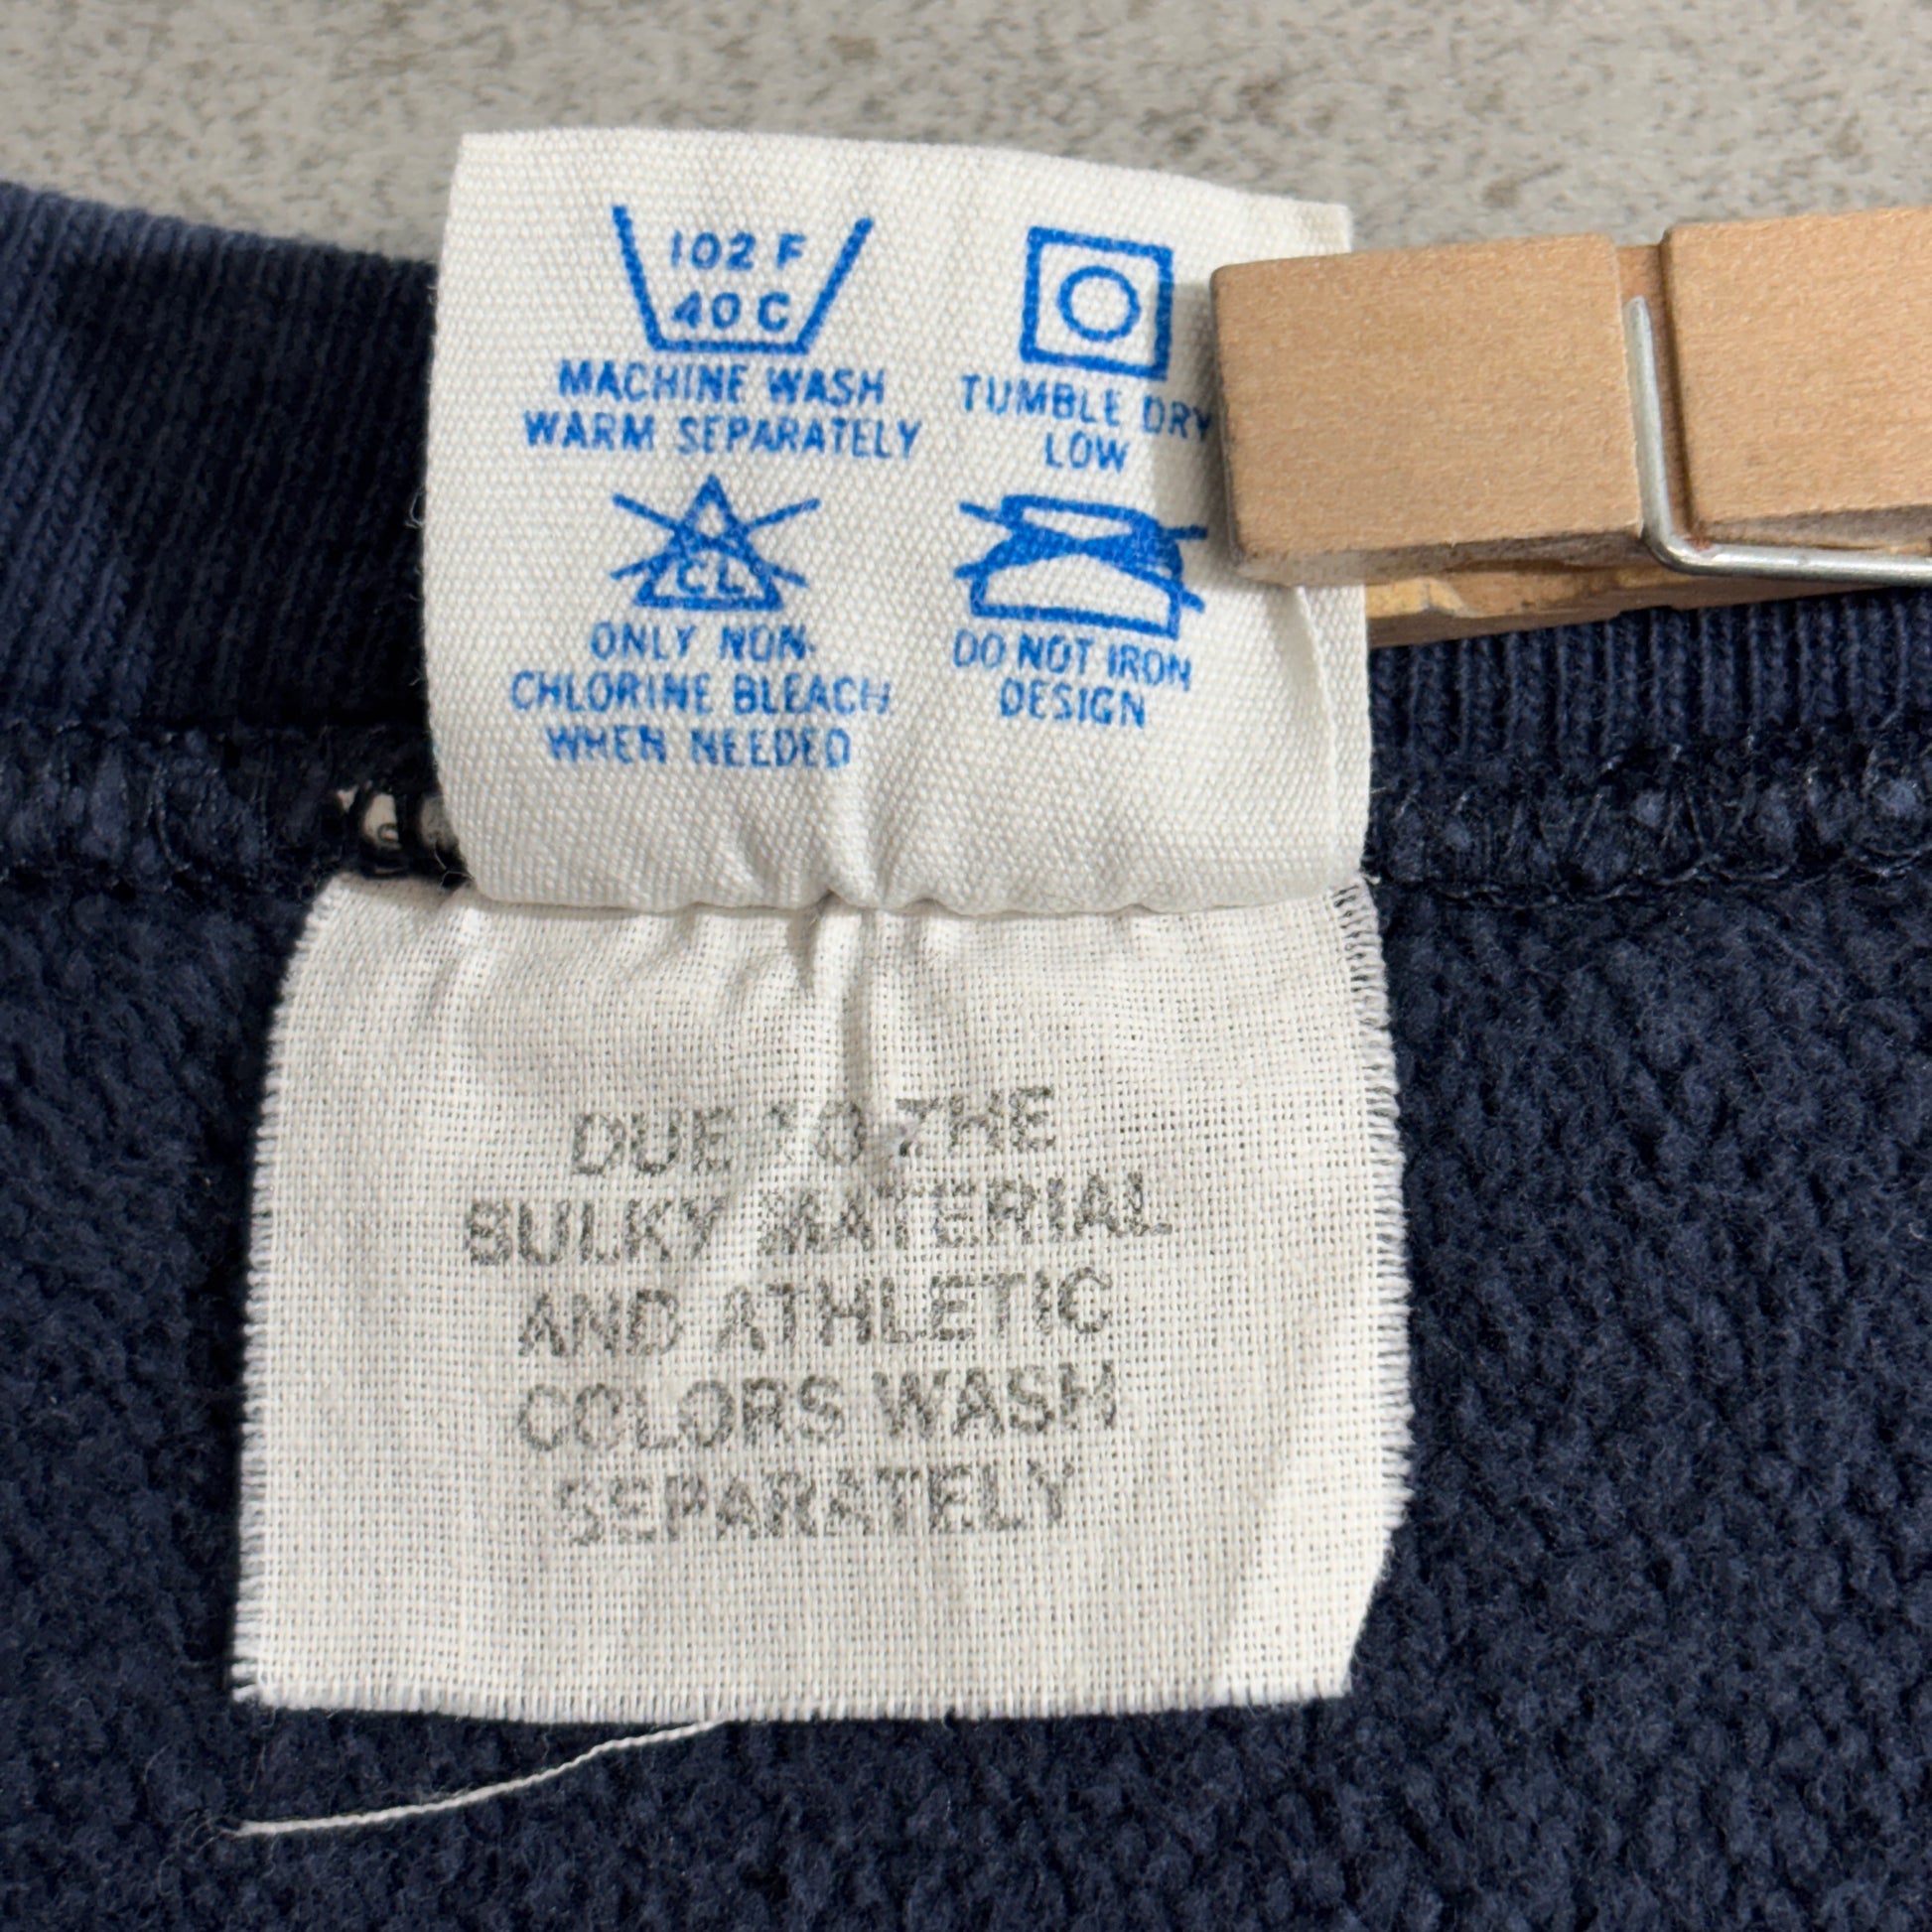 102 F
40 C
MACHINE WASH
WARM SEPARATELY
TUMBLE DRY
LOW
CL
ONLY NON-
CHLORINE BLEACH
WHEN NEEDED
DO NOT IRON
DESIGN
DUE TO THE
BULKY MATERIAL
AND ATHLETIC
COLORS WASH
SEPARATELY